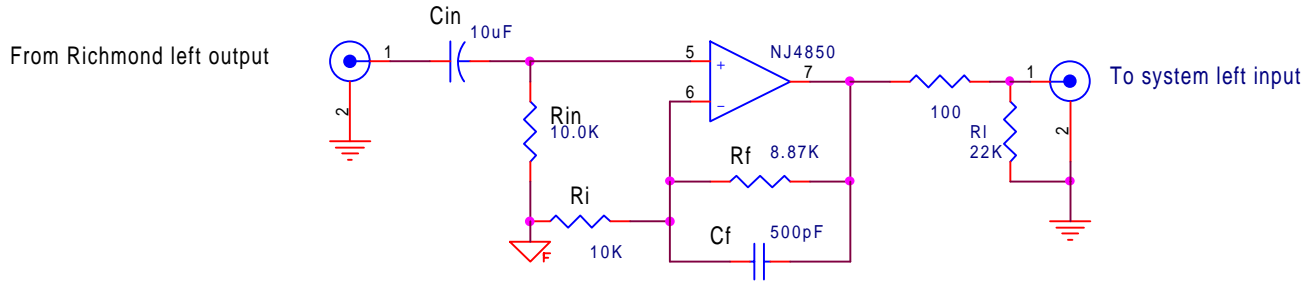 Cin
10uF
From Richmond left output
1
2
5
6
7
NJ4850
+
−
Rin
10.0K
Ri
10K
F
Rf
8.87K
Cf
500pF
100
Rl
22K
1
2
To system left input